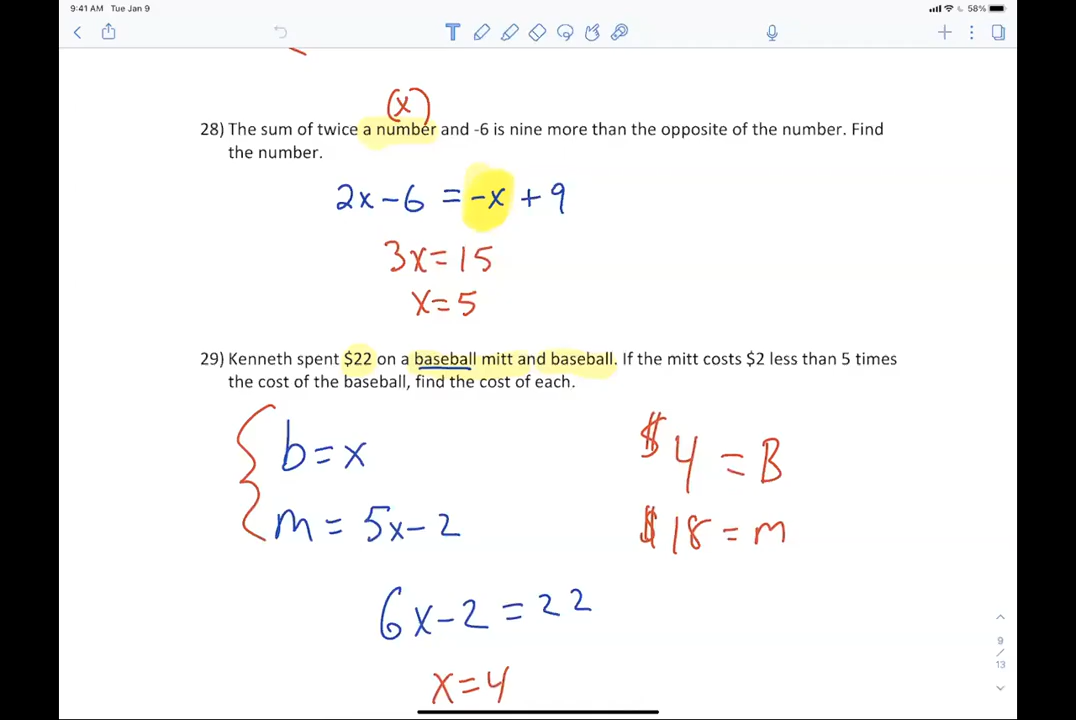 9:41 AM Tue Jan 9
58%
T
(x)
28) The sum of twice a number and -6 is nine more than the opposite of the number. Find
the number.
2x-6 = -x + 9
3x = 15
x = 5
29) Kenneth spent $22 on a baseball mitt and baseball. If the mitt costs $2 less than 5 times
the cost of the baseball, find the cost of each.
b = x
$4 = B
m = 5x-2
$18 = m
6x-2 = 22
x = 4
9
/
13